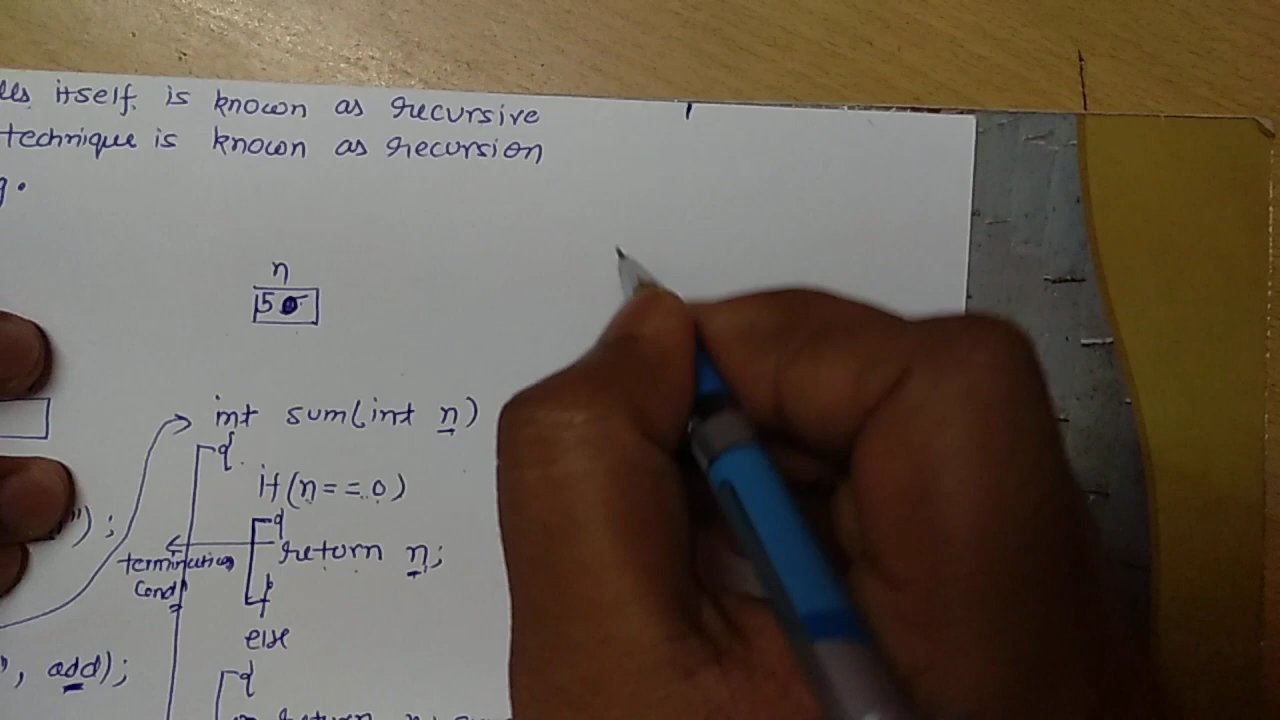 itself. is known as recursive
technique is known as recursion
g.
n
5
int sum(int n)
{
if(n==0)
{
"); 
return n;
termination
Cond
}
else
", add);
{
return n